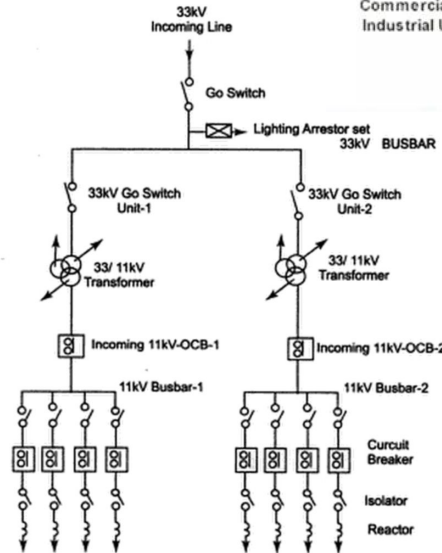 33kV
Incoming Line
Commercia
Industrial U
Go Switch
Lighting Arrestor set
33kV BUSBAR
33kV Go Switch
Unit-1
33kV Go Switch
Unit-2
33/ 11kV
Transformer
33/ 11kV
Transformer
Incoming 11kV-OCB-1
Incoming 11kV-OCB-2
11kV Busbar-1
11kV Busbar-2
Curcuit
Breaker
Isolator
Reactor